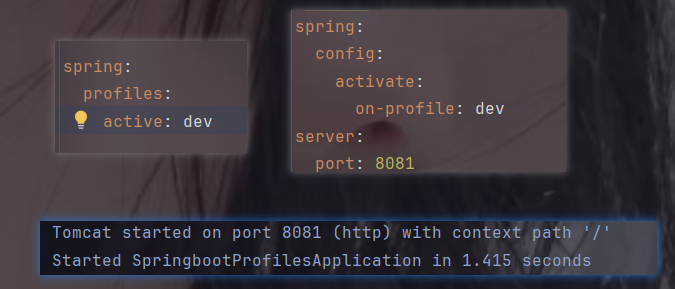 spring:
  profiles:
    active: dev
spring:
  config:
    activate:
      on-profile: dev
server:
  port: 8081
Tomcat started on port 8081 (http) with context path '/'
Started SpringbootProfilesApplication in 1.415 seconds